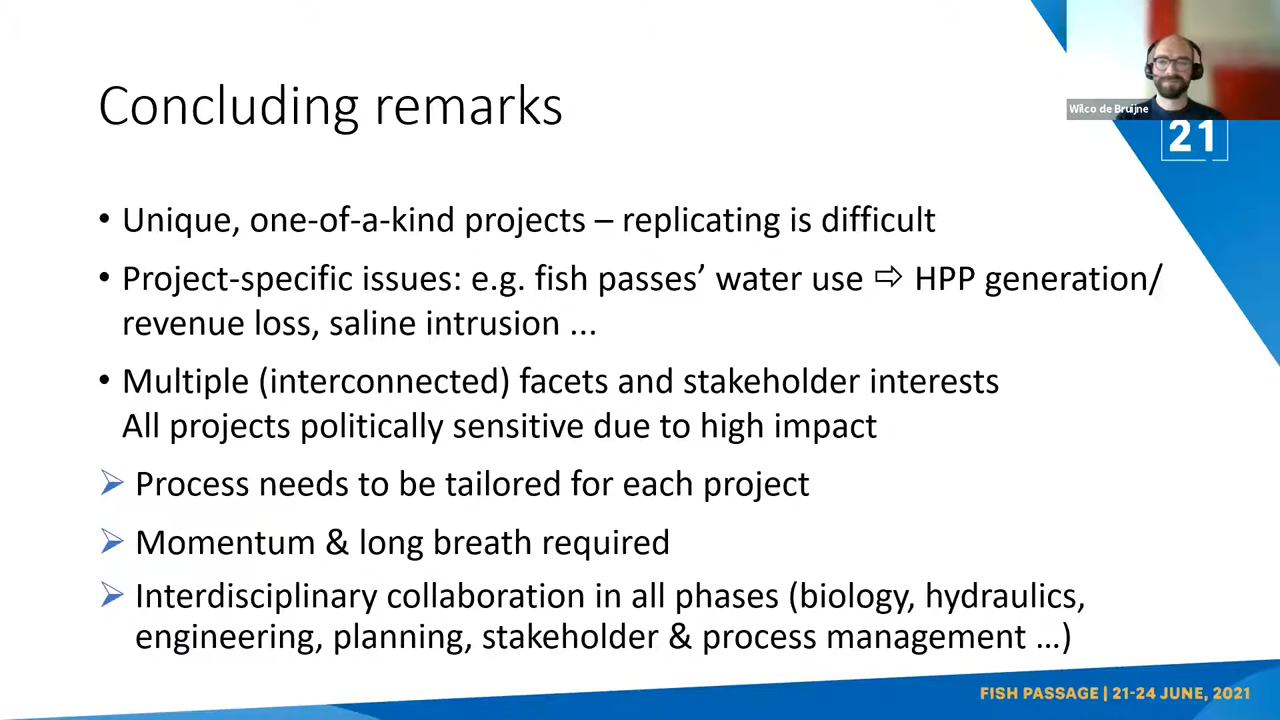 Concluding remarks
Wilco de Bruijne
21
• Unique, one-of-a-kind projects – replicating is difficult
• Project-specific issues: e.g. fish passes’ water use ⇨ HPP generation/
revenue loss, saline intrusion ...
• Multiple (interconnected) facets and stakeholder interests
All projects politically sensitive due to high impact
➢ Process needs to be tailored for each project
➢ Momentum & long breath required
➢ Interdisciplinary collaboration in all phases (biology, hydraulics,
engineering, planning, stakeholder & process management …)
FISH PASSAGE | 21-24 JUNE, 2021